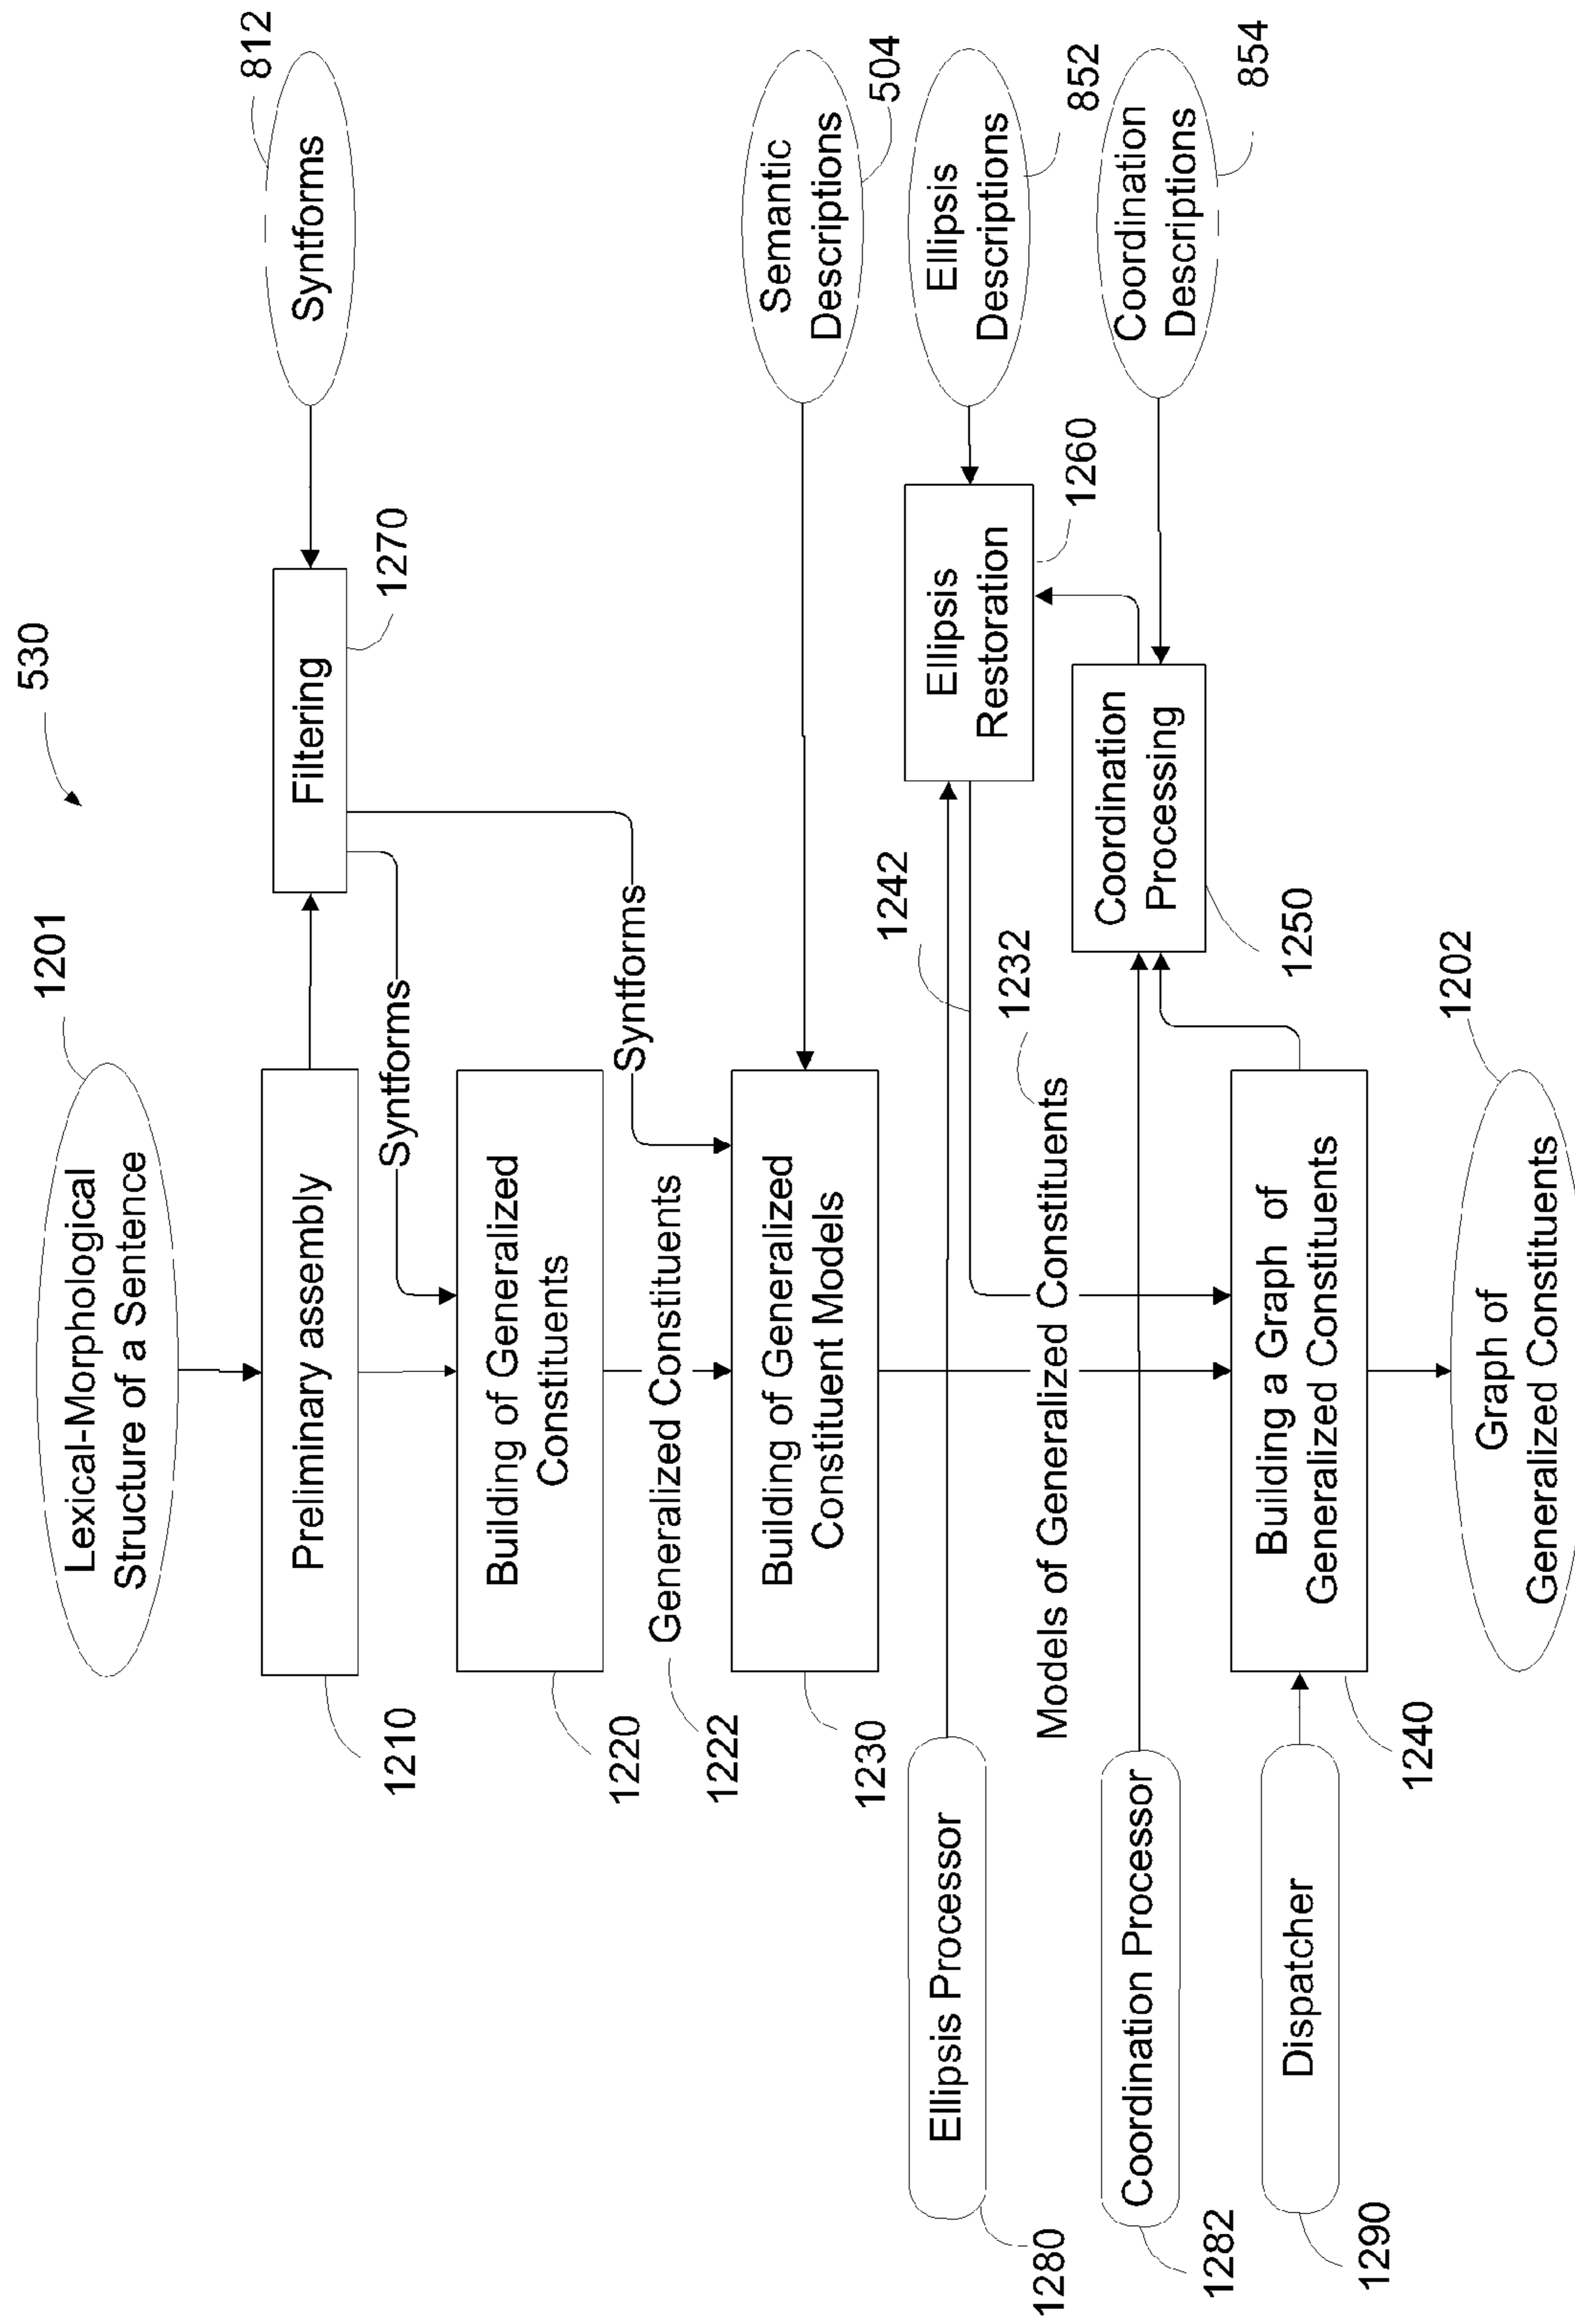 530
1201
Lexical-Morphological
Structure of a Sentence
812
Syntforms
Preliminary assembly
1210
Filtering
1270
Syntforms
Building of Generalized
Constituents
1220
Syntforms
Generalized Constituents
1222
Building of Generalized
Constituent Models
1230
Semantic
Descriptions
504
Ellipsis Processor
1280
1242
Ellipsis
Restoration
1260
Ellipsis
Descriptions
852
1232
Models of Generalized Constituents
Coordination Processor
1282
Coordination
Processing
1250
Coordination
Descriptions
854
Dispatcher
1290
Building a Graph of
Generalized Constituents
1240
1202
Graph of
Generalized Constituents